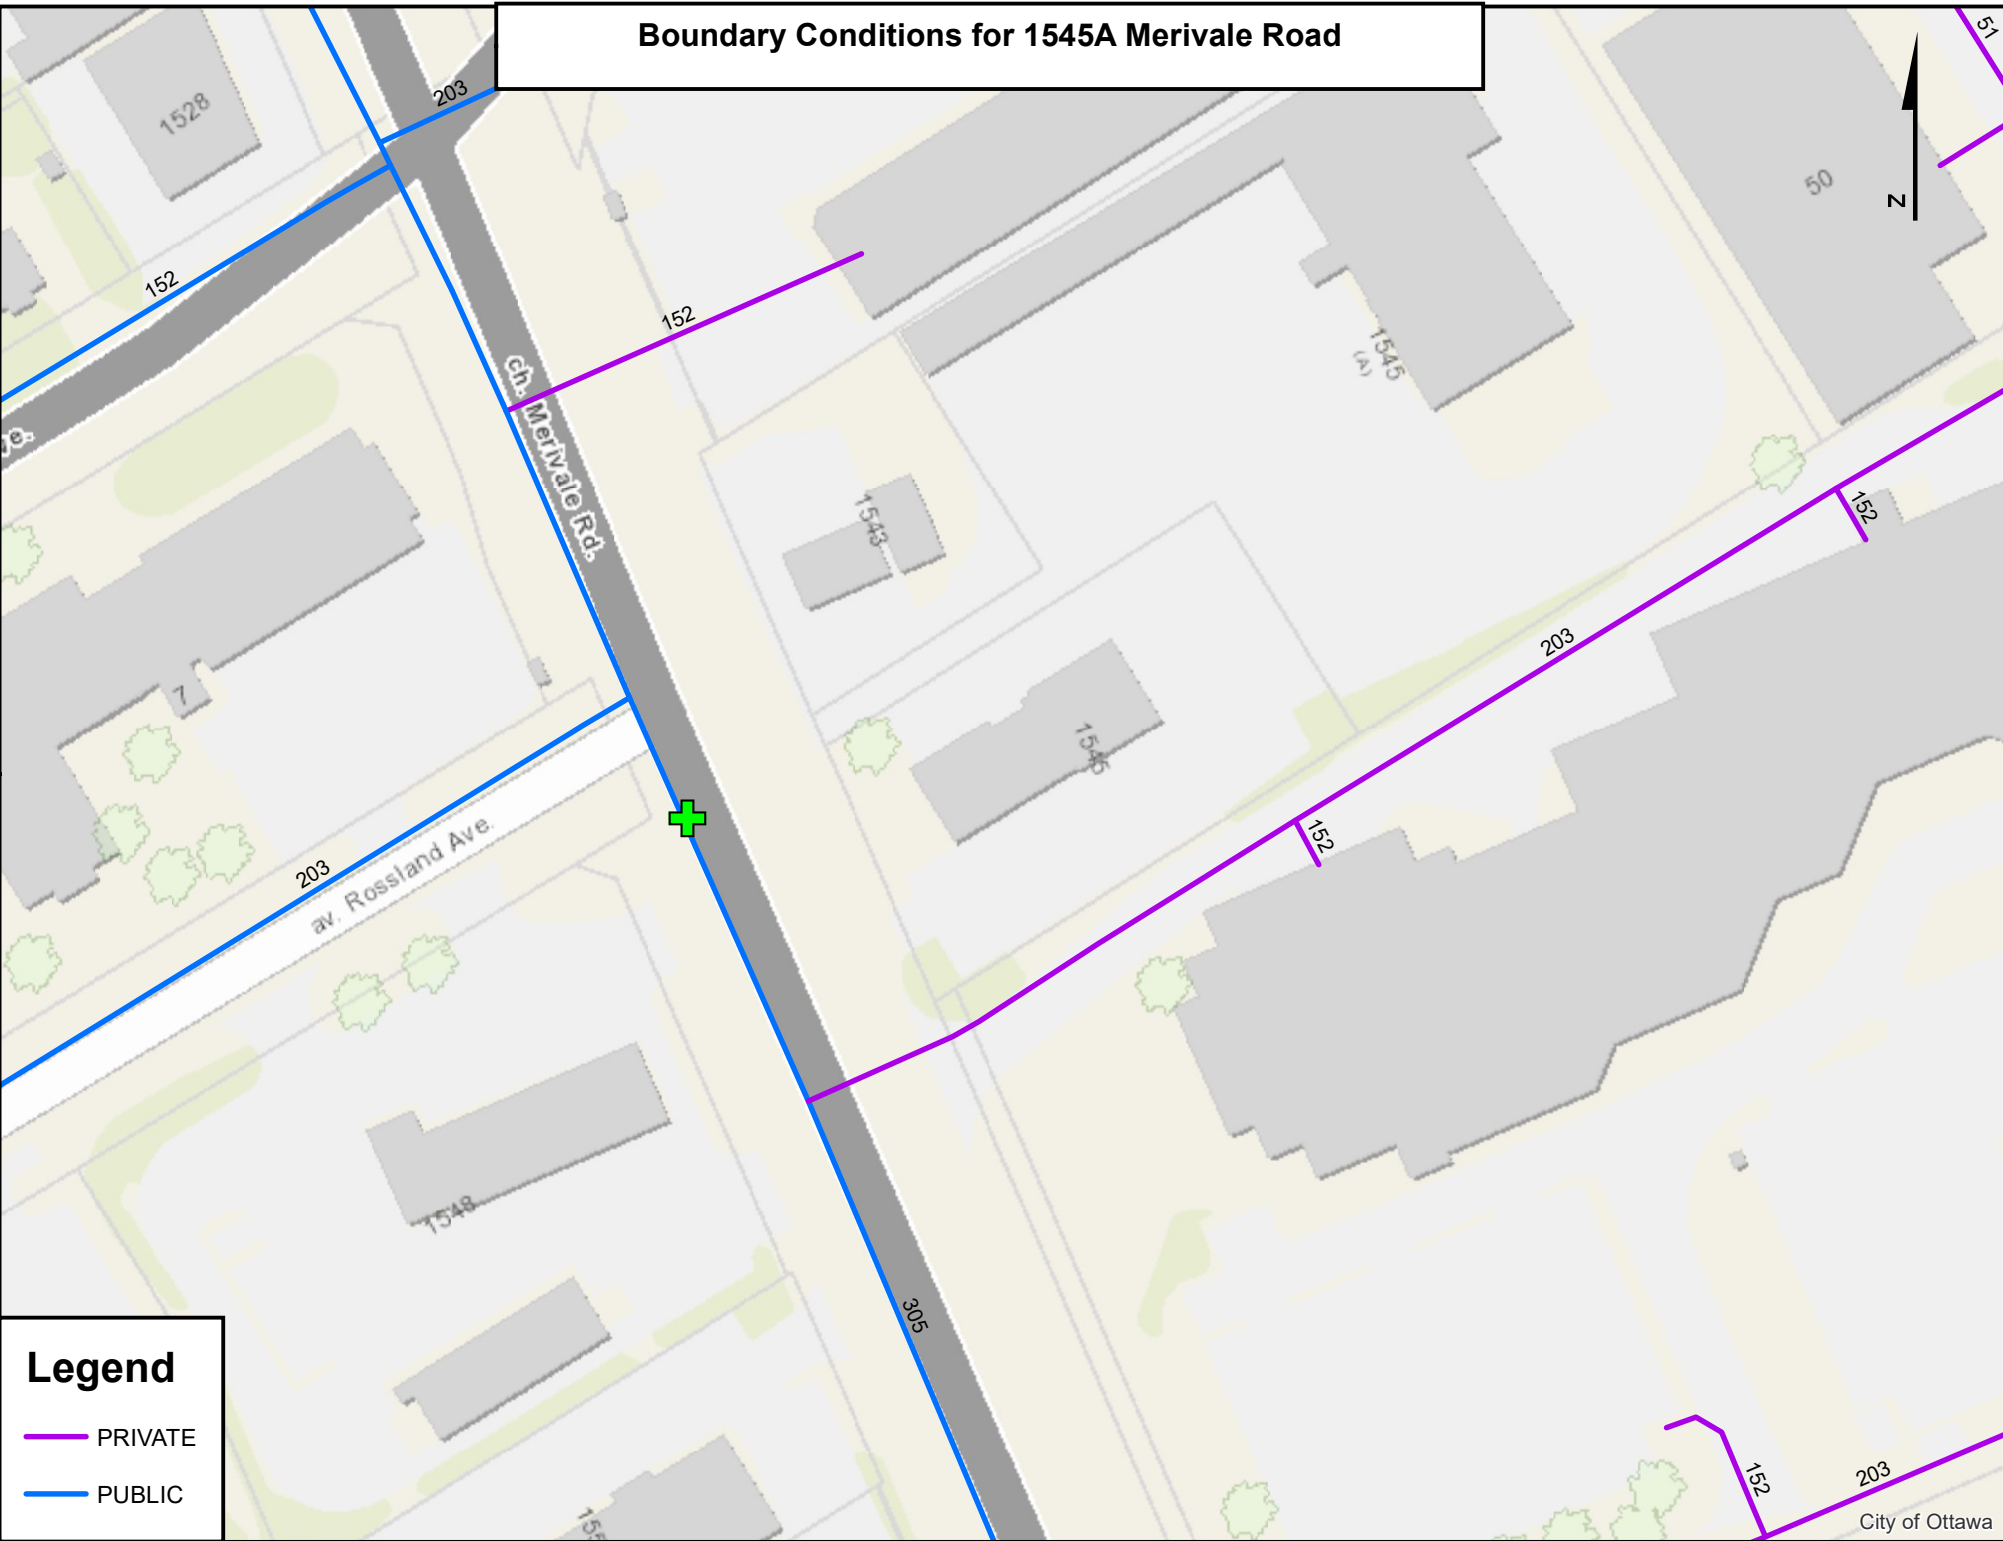 Boundary Conditions for 1545A Merivale Road
51
203
1528
50
N
152
152
1545
(A)
ch. Merivale Rd.
ve.
1543
152
203
7
1545
152
203
av. Rossland Ave.
1548
305
Legend
PRIVATE
PUBLIC
152
203
City of Ottawa